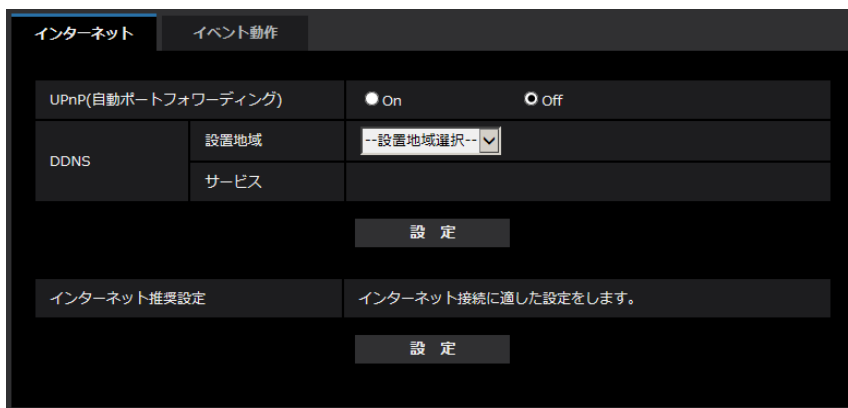 インターネット イベント動作
UPnP(自動ポートフォワーディング) On Off
DDNS 設置地域 --設置地域選択--
サービス
設 定
インターネット推奨設定 インターネット接続に適した設定をします。
設 定